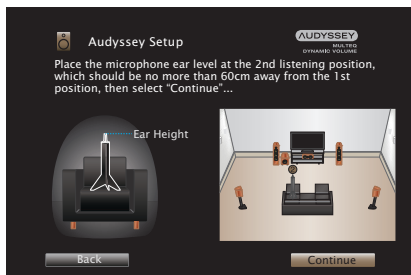 Audyssey Setup
AUDYSSEY
MULTEQ
DYNAMIC VOLUME
Place the microphone ear level at the 2nd listening position,
which should be no more than 60cm away from the 1st
position, then select “Continue”...
Ear Height
Back
Continue